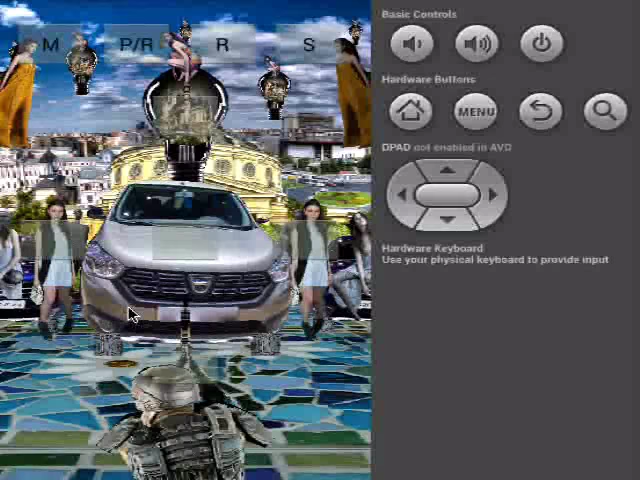 M
P/R
R
S
Basic Controls
Hardware Buttons
MENU
DPAD not enabled in AVD
Hardware Keyboard
Use your physical keyboard to provide input